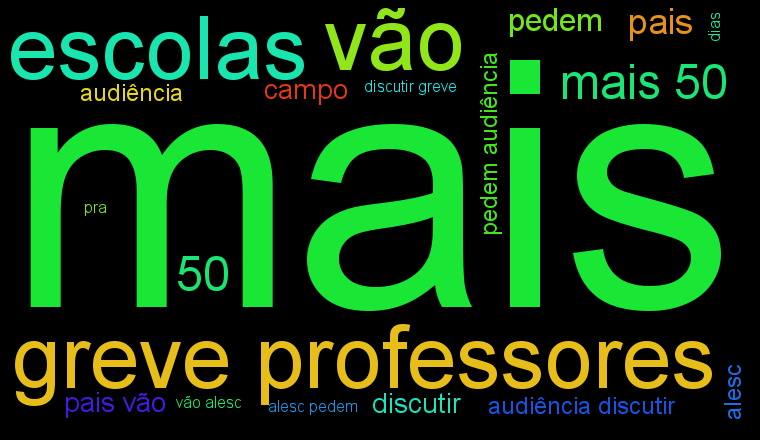 escolas
vão
pedem
pais
dias
audiência
campo
discutir greve
pedem audiência
mais 50
mais
pra
50
greve professores
pais vão
vão alesc
alesc pedem
discutir
audiência discutir
alesc